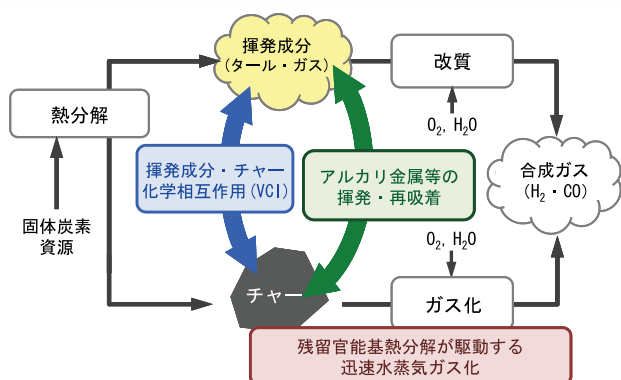 揮発成分
(タール・ガス)
改質
熱分解
O₂, H₂O
揮発成分・チャー
化学相互作用(VCI)
アルカリ金属等の
揮発・再吸着
合成ガス
(H₂・CO)
固体炭素
資源
O₂, H₂O
チャー
ガス化
残留官能基熱分解が駆動する
迅速水蒸気ガス化